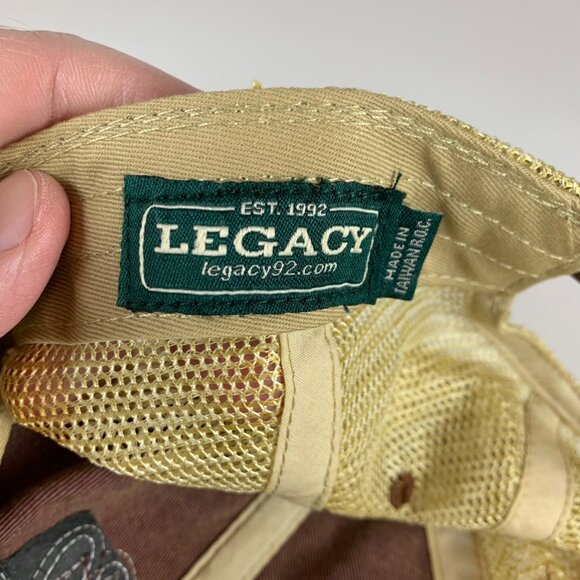 EST. 1992
LEGACY
legacy92.com
MADE IN
TAIWAN R.O.C.